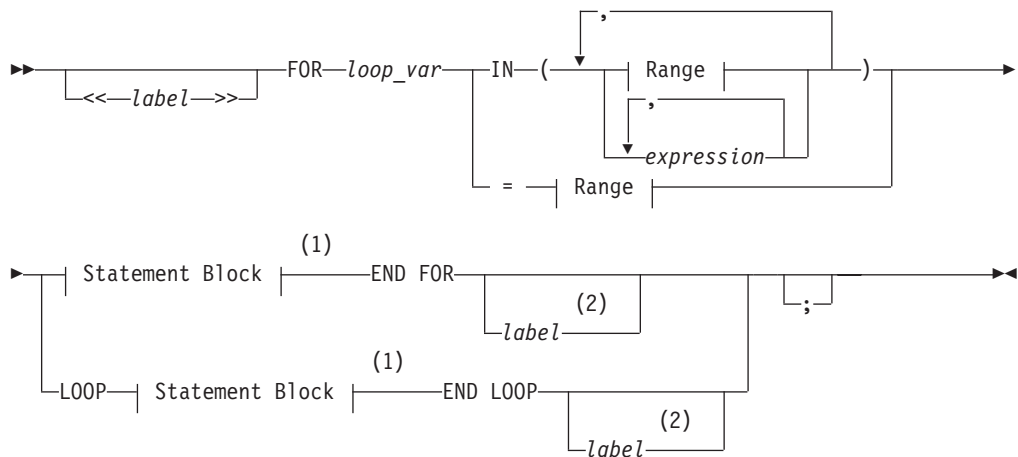 ,
<< label >> FOR loop_var IN ( Range )
,
expression
= Range
(1)
Statement Block END FOR
(2)
label
;
(1)
LOOP Statement Block END LOOP
(2)
label